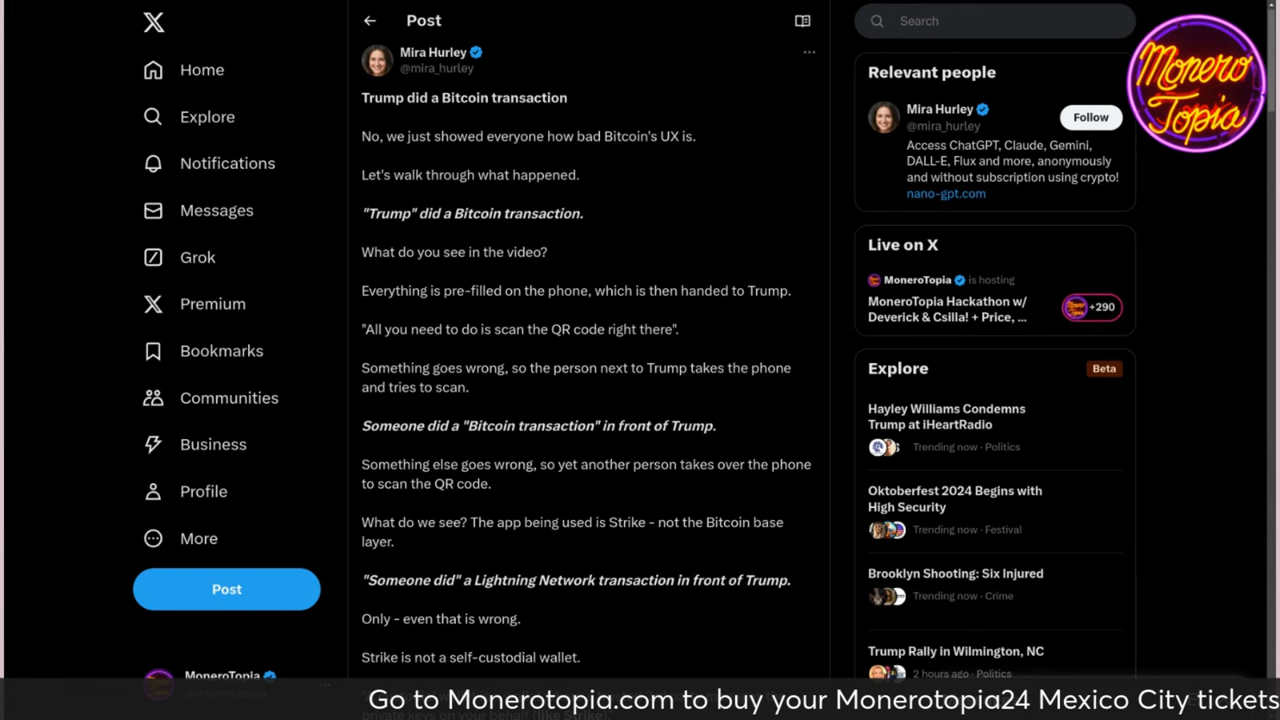 Home
Explore
Notifications
Messages
Grok
Premium
Bookmarks
Communities
Business
Profile
More
Post
MoneroTopia
@monerotopia
Post
Mira Hurley
@mira_hurley
Trump did a Bitcoin transaction
No, we just showed everyone how bad Bitcoin's UX is.
Let's walk through what happened.
"Trump" did a Bitcoin transaction.
What do you see in the video?
Everything is pre-filled on the phone, which is then handed to Trump.
"All you need to do is scan the QR code right there".
Something goes wrong, so the person next to Trump takes the phone
and tries to scan.
Someone did a "Bitcoin transaction" in front of Trump.
Something else goes wrong, so yet another person takes over the phone
to scan the QR code.
What do we see? The app being used is Strike - not the Bitcoin base
layer.
"Someone did" a Lightning Network transaction in front of Trump.
Only - even that is wrong.
Strike is not a self-custodial wallet.
private keys on your behalf (like Strike).
Search
Relevant people
Mira Hurley
@mira_hurley
Follow
Access ChatGPT, Claude, Gemini,
DALL-E, Flux and more, anonymously
and without subscription using crypto!
nano-gpt.com
Live on X
MoneroTopia is hosting
MoneroTopia Hackathon w/
Deverick & Csilla! + Price, ...
+290
Explore
Beta
Hayley Williams Condemns
Trump at iHeartRadio
Trending now · Politics
Oktoberfest 2024 Begins with
High Security
Trending now · Festival
Brooklyn Shooting: Six Injured
Trending now · Crime
Trump Rally in Wilmington, NC
2 hours ago · Politics
Monero
Topia
Go to Monerotopia.com to buy your Monerotopia24 Mexico City tickets